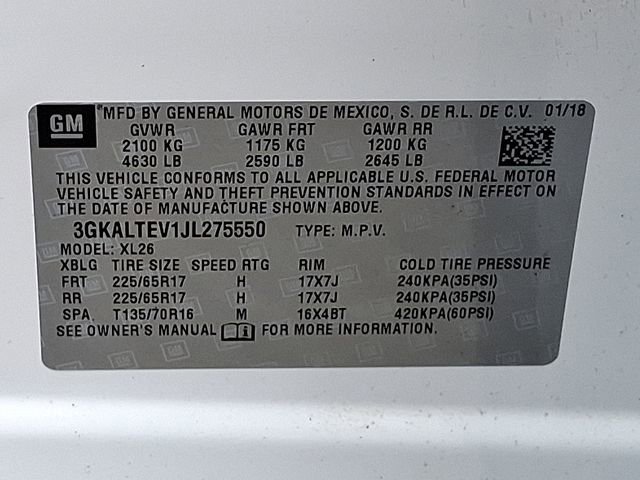 GM ®MFD BY GENERAL MOTORS DE MEXICO, S. DE R.L. DE C.V. 01/18
GVWR GAWR FRT GAWR RR
2100 KG 1175 KG 1200 KG
4630 LB 2590 LB 2645 LB
THIS VEHICLE CONFORMS TO ALL APPLICABLE U.S. FEDERAL MOTOR
VEHICLE SAFETY AND THEFT PREVENTION STANDARDS IN EFFECT ON
THE DATE OF MANUFACTURE SHOWN ABOVE.
3GKALTEV1JL275550 TYPE: M.P.V.
MODEL: XL26
XBLG TIRE SIZE SPEED RTG RIM COLD TIRE PRESSURE
FRT 225/65R17 H 17X7J 240KPA(35PSI)
RR 225/65R17 H 17X7J 240KPA(35PSI)
SPA. T135/70R16 M 16X4BT 420KPA(60PSI)
SEE OWNER'S MANUAL FOR MORE INFORMATION.